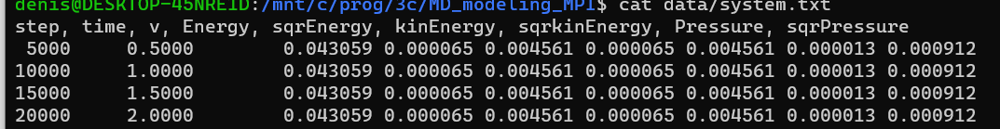 denis@DESKTOP-45NREID:/mnt/c/prog/3c/MD_modeling_MPI$ cat data/system.txt
step, time, v, Energy, sqrEnergy, kinEnergy, sqrkinEnergy, Pressure, sqrPressure
5000 0.5000 0.043059 0.000065 0.004561 0.000065 0.004561 0.000013 0.000912
10000 1.0000 0.043059 0.000065 0.004561 0.000065 0.004561 0.000013 0.000912
15000 1.5000 0.043059 0.000065 0.004561 0.000065 0.004561 0.000013 0.000912
20000 2.0000 0.043059 0.000065 0.004561 0.000065 0.004561 0.000013 0.000912